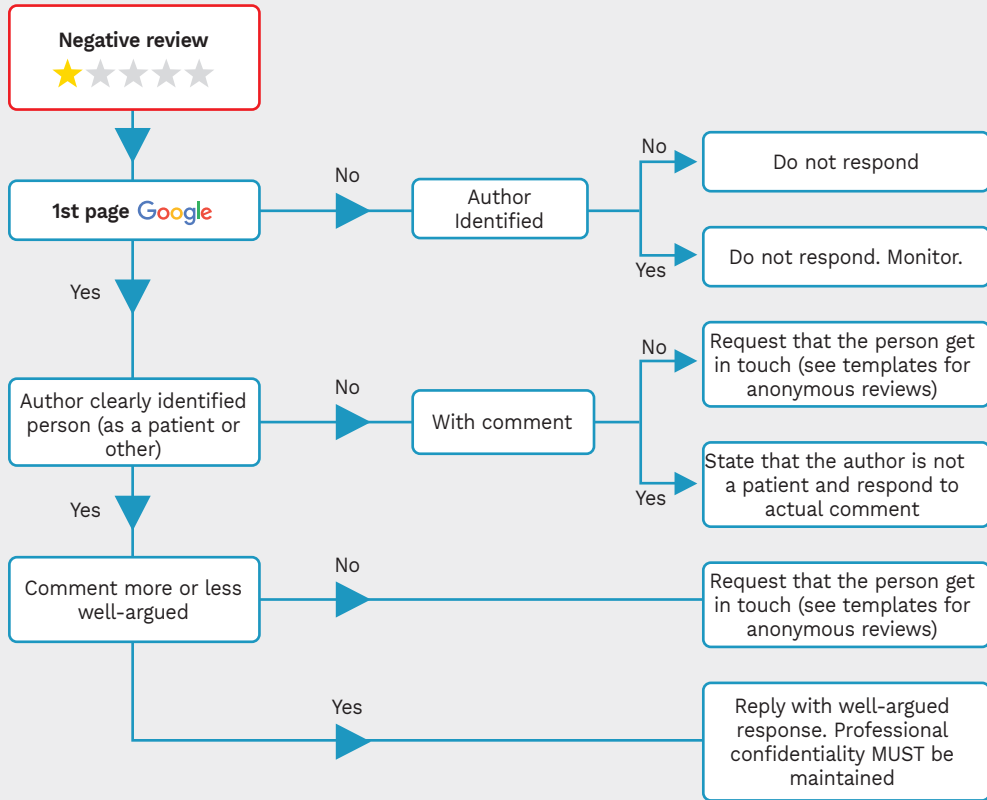 Negative review
No
No
Do not respond
1st page Google
Author
Identified
Yes
Do not respond. Monitor.
Yes
No
Request that the person get
in touch (see templates for
anonymous reviews)
Author clearly identified
person (as a patient or
other)
No
With comment
Yes
State that the author is not
a patient and respond to
actual comment
Yes
Comment more or less
well-argued
No
Request that the person get
in touch (see templates for
anonymous reviews)
Yes
Reply with well-argued
response. Professional
confidentiality MUST be
maintained